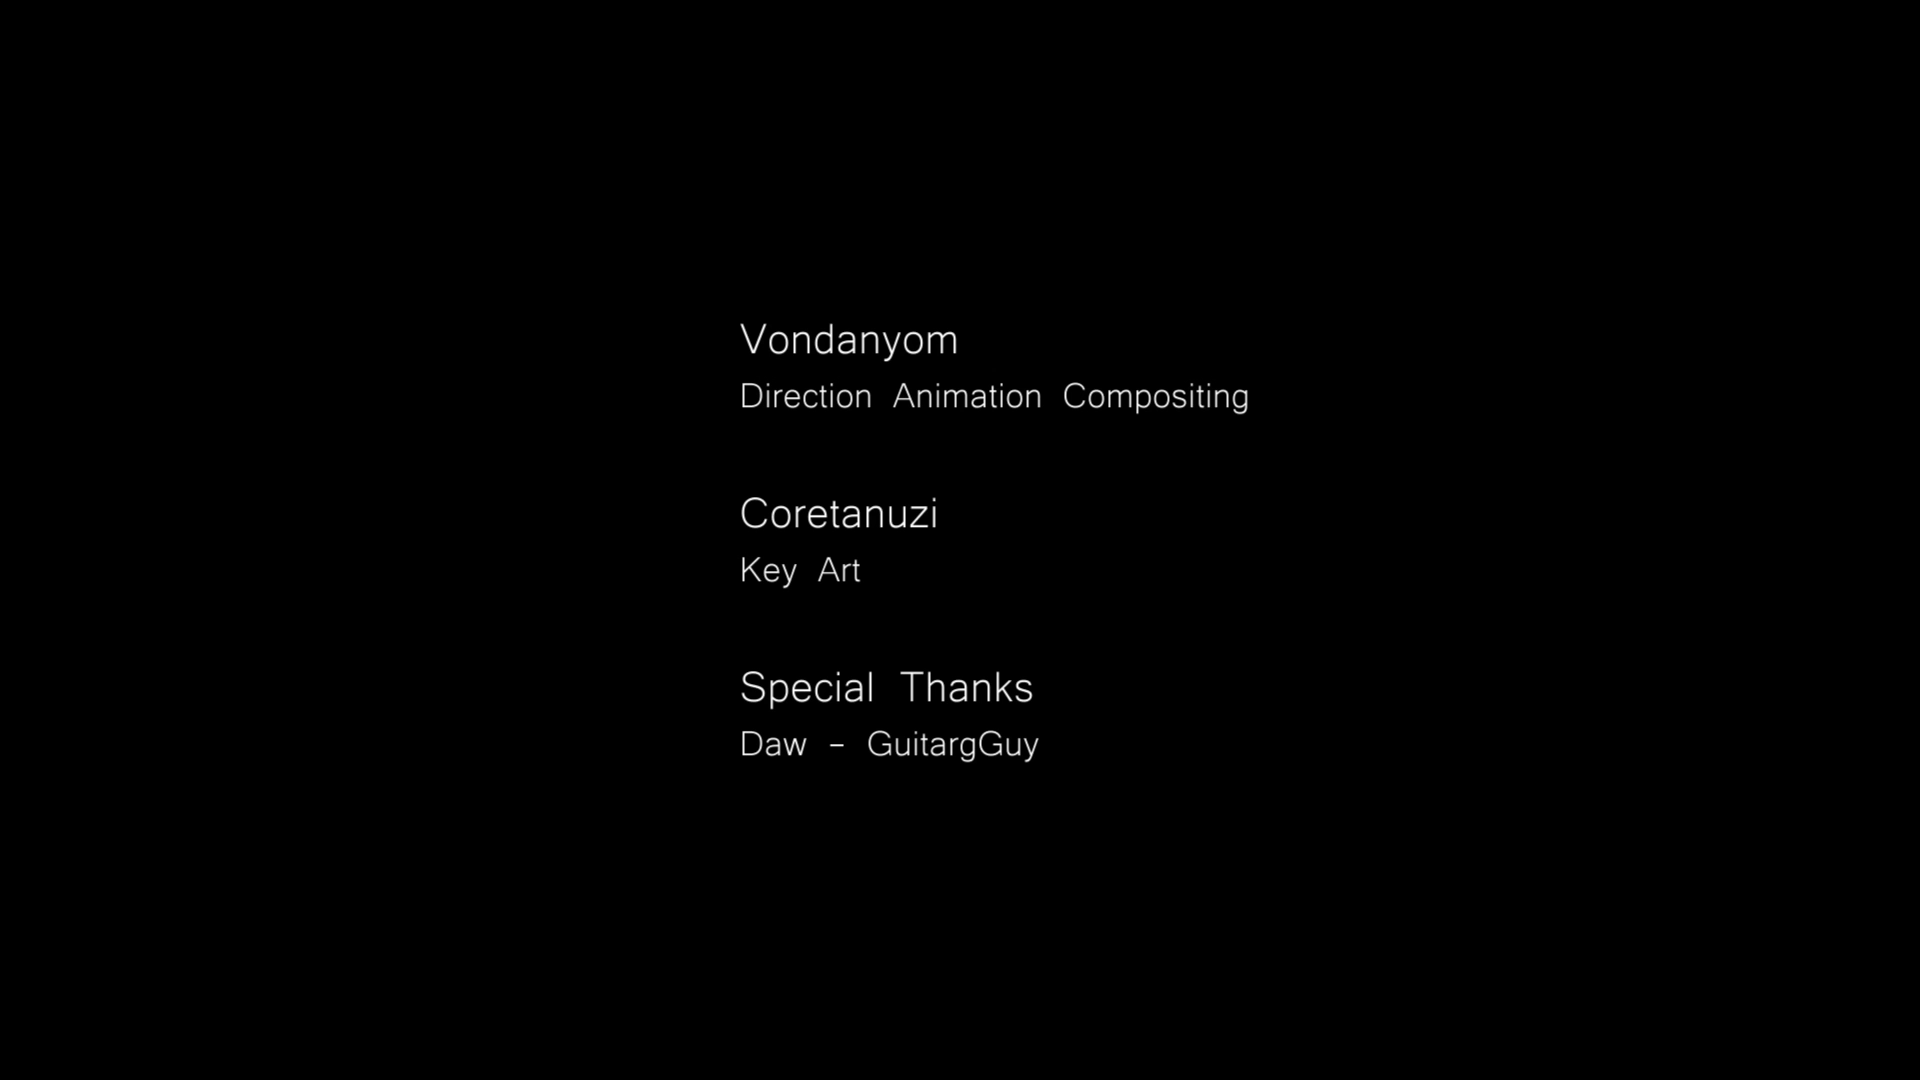 Vondanyom
Direction Animation Compositing
Coretanuzi
Key Art
Special Thanks
Daw - GuitargGuy